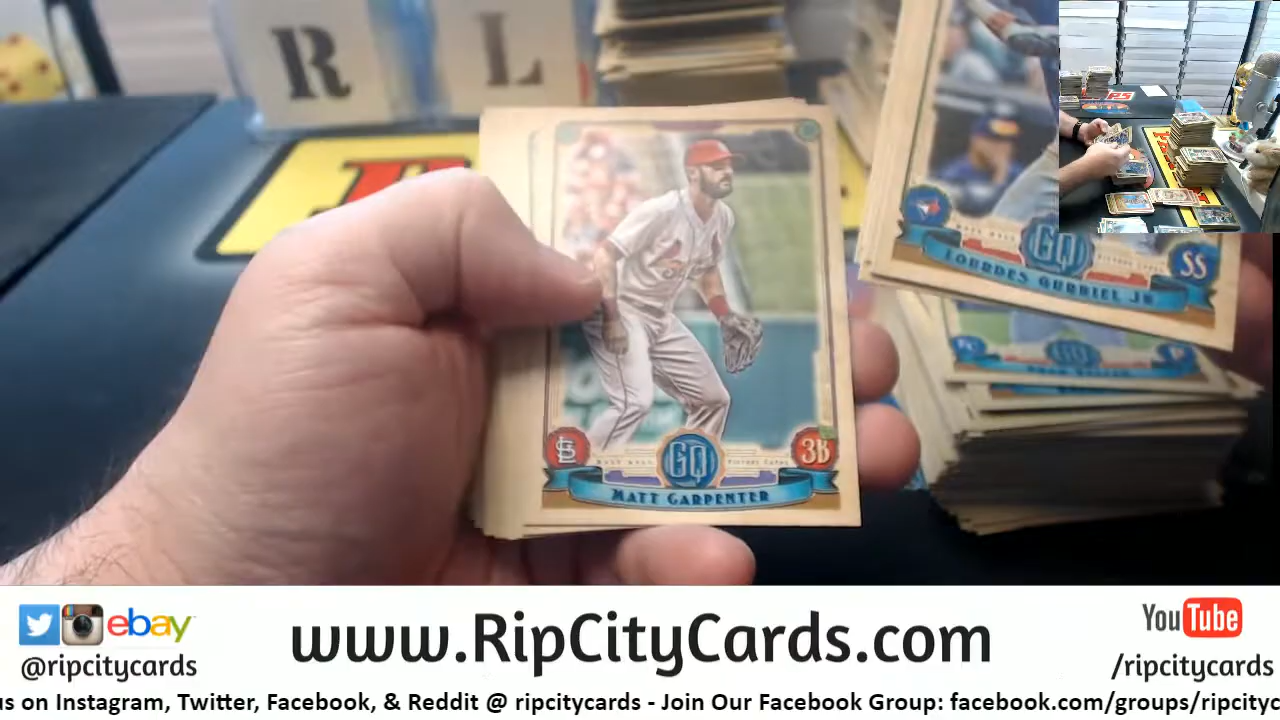 R L
GQ
SS
LOURDES GURRIEL JR
GQ
3B
MATT CARPENTER
ebay
www.RipCityCards.com
YouTube
@ripcitycards
/ripcitycards
us on Instagram, Twitter, Facebook, & Reddit @ ripcitycards - Join Our Facebook Group: facebook.com/groups/ripcityc